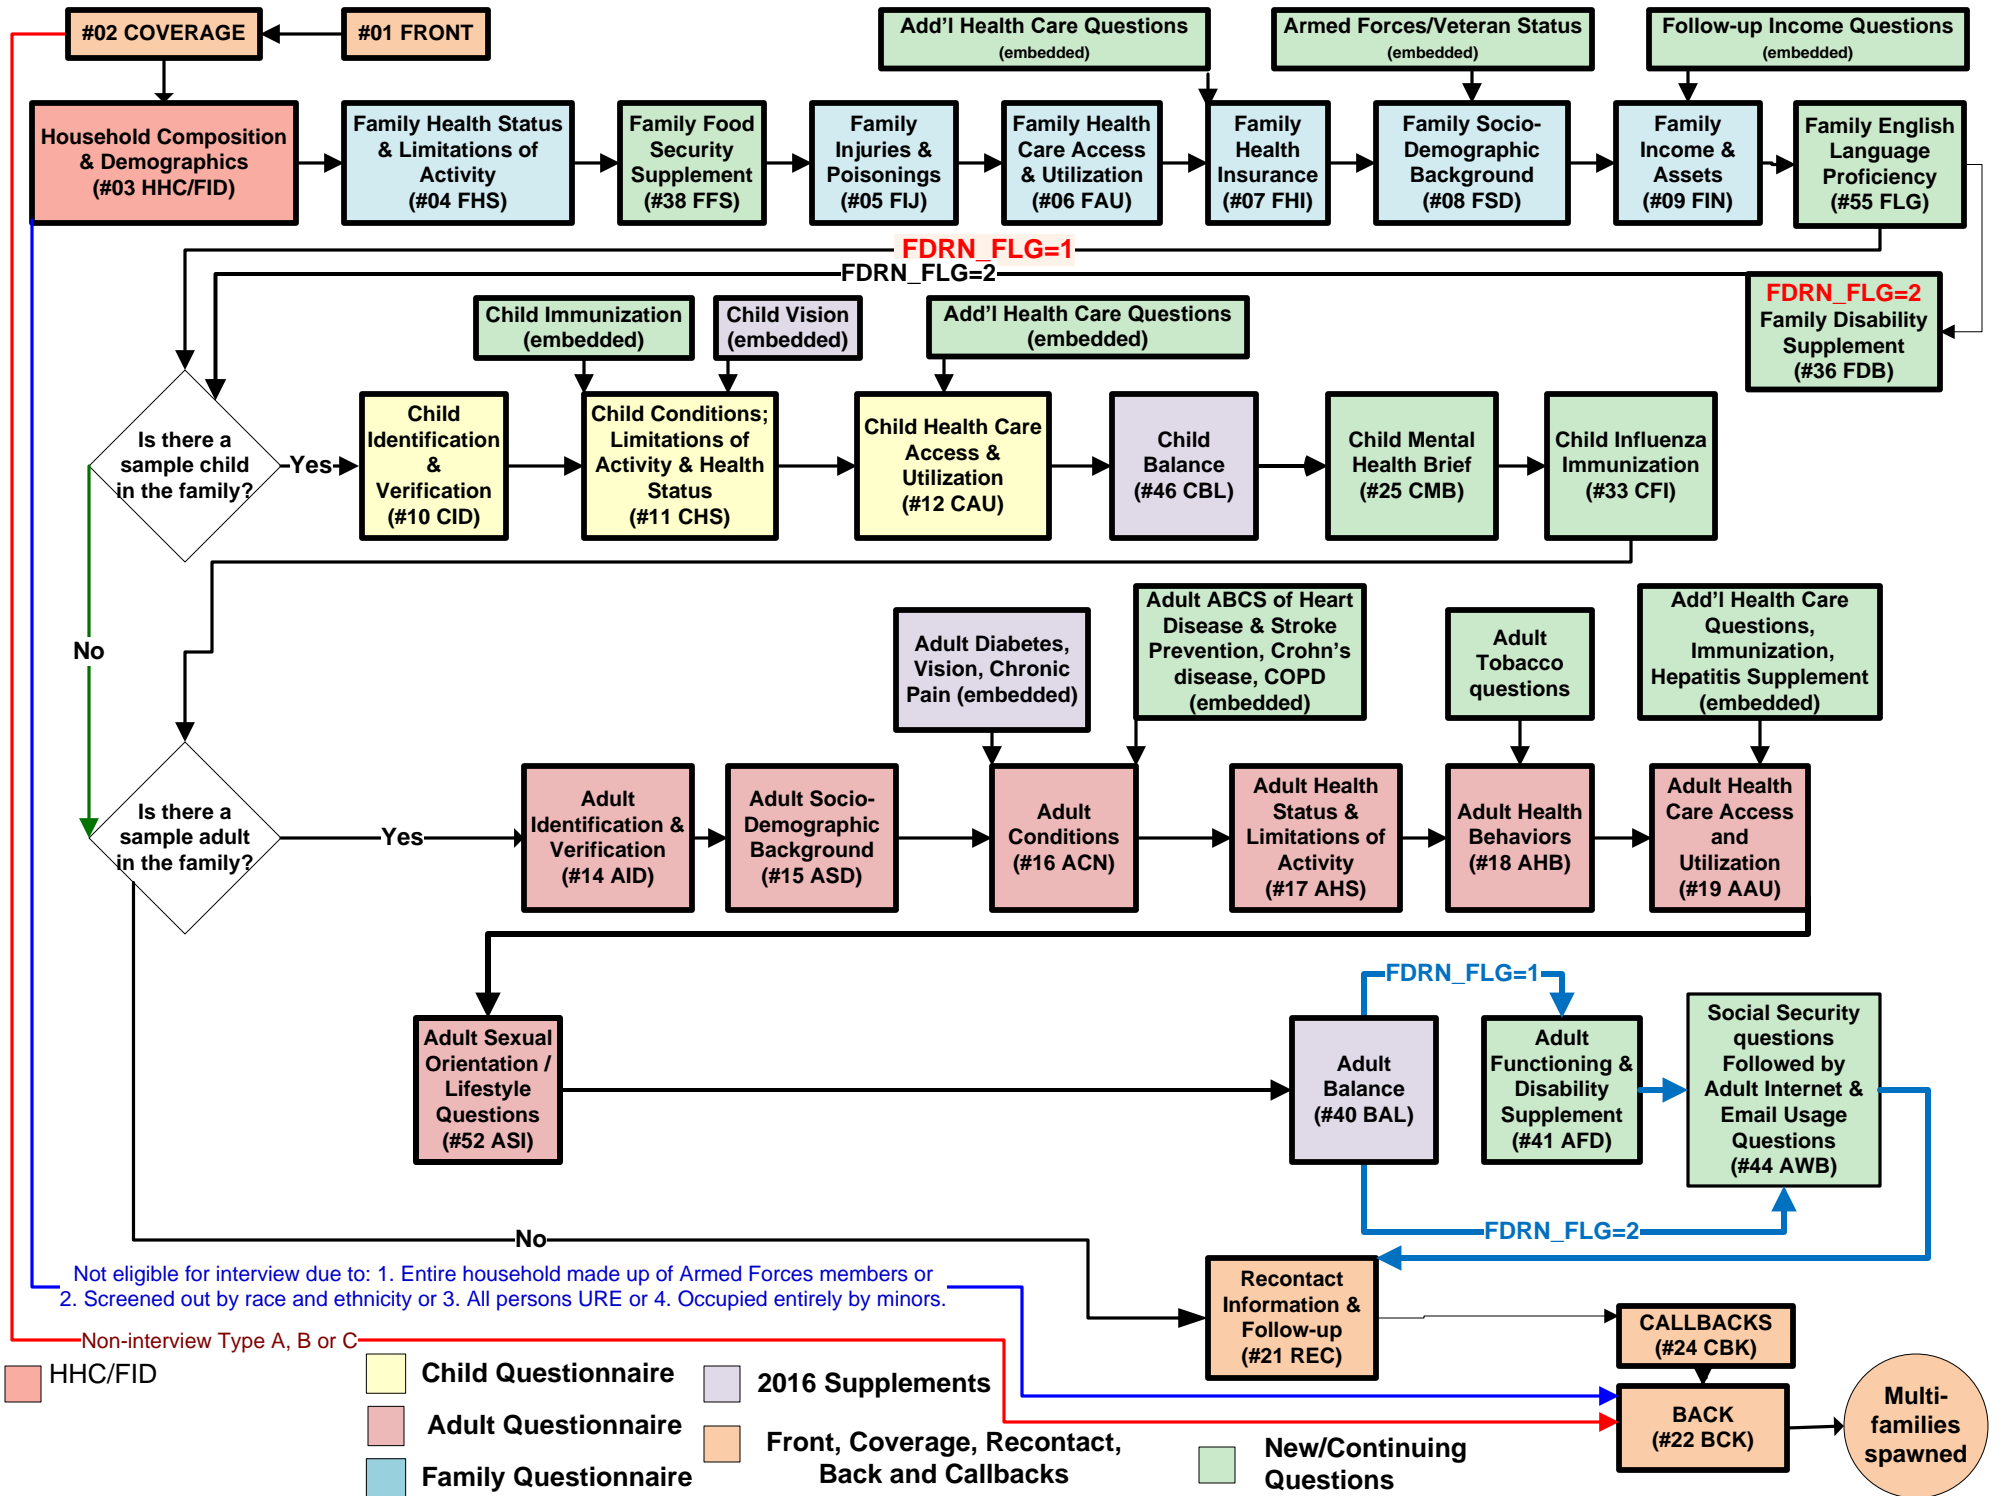 #02 COVERAGE
#01 FRONT
Add'l Health Care Questions
(embedded)
Armed Forces/Veteran Status
(embedded)
Follow-up Income Questions
(embedded)
Household Composition
& Demographics
(#03 HHC/FID)
Family Health Status
& Limitations of
Activity
(#04 FHS)
Family Food
Security
Supplement
(#38 FFS)
Family
Injuries &
Poisonings
(#05 FIJ)
Family Health
Care Access
& Utilization
(#06 FAU)
Family
Health
Insurance
(#07 FHI)
Family Socio-
Demographic
Background
(#08 FSD)
Family
Income &
Assets
(#09 FIN)
Family English
Language
Proficiency
(#55 FLG)
FDRN_FLG=1
FDRN_FLG=2
FDRN_FLG=2
Family Disability
Supplement
(#36 FDB)
Child Immunization
(embedded)
Child Vision
(embedded)
Add'l Health Care Questions
(embedded)
Is there a
sample child
in the family?
Yes
Child
Identification
&
Verification
(#10 CID)
Child Conditions;
Limitations of
Activity & Health
Status
(#11 CHS)
Child Health Care
Access &
Utilization
(#12 CAU)
Child
Balance
(#46 CBL)
Child Mental
Health Brief
(#25 CMB)
Child Influenza
Immunization
(#33 CFI)
No
Adult Diabetes,
Vision, Chronic
Pain (embedded)
Adult ABCS of Heart
Disease & Stroke
Prevention, Crohn's
disease, COPD
(embedded)
Adult
Tobacco
questions
Add'l Health Care
Questions,
Immunization,
Hepatitis Supplement
(embedded)
Is there a
sample adult
in the family?
Yes
Adult
Identification &
Verification
(#14 AID)
Adult Socio-
Demographic
Background
(#15 ASD)
Adult
Conditions
(#16 ACN)
Adult Health
Status &
Limitations of
Activity
(#17 AHS)
Adult Health
Behaviors
(#18 AHB)
Adult Health
Care Access
and
Utilization
(#19 AAU)
Adult Sexual
Orientation /
Lifestyle
Questions
(#52 ASI)
Adult
Balance
(#40 BAL)
FDRN_FLG=1
Adult
Functioning &
Disability
Supplement
(#41 AFD)
Social Security
questions
Followed by
Adult Internet &
Email Usage
Questions
(#44 AWB)
FDRN_FLG=2
No
Not eligible for interview due to: 1. Entire household made up of Armed Forces members or
2. Screened out by race and ethnicity or 3. All persons URE or 4. Occupied entirely by minors.
Non-interview Type A, B or C
Recontact
Information &
Follow-up
(#21 REC)
CALLBACKS
(#24 CBK)
BACK
(#22 BCK)
Multi-
families
spawned
HHC/FID
Child Questionnaire
Adult Questionnaire
Family Questionnaire
2016 Supplements
Front, Coverage, Recontact,
Back and Callbacks
New/Continuing
Questions